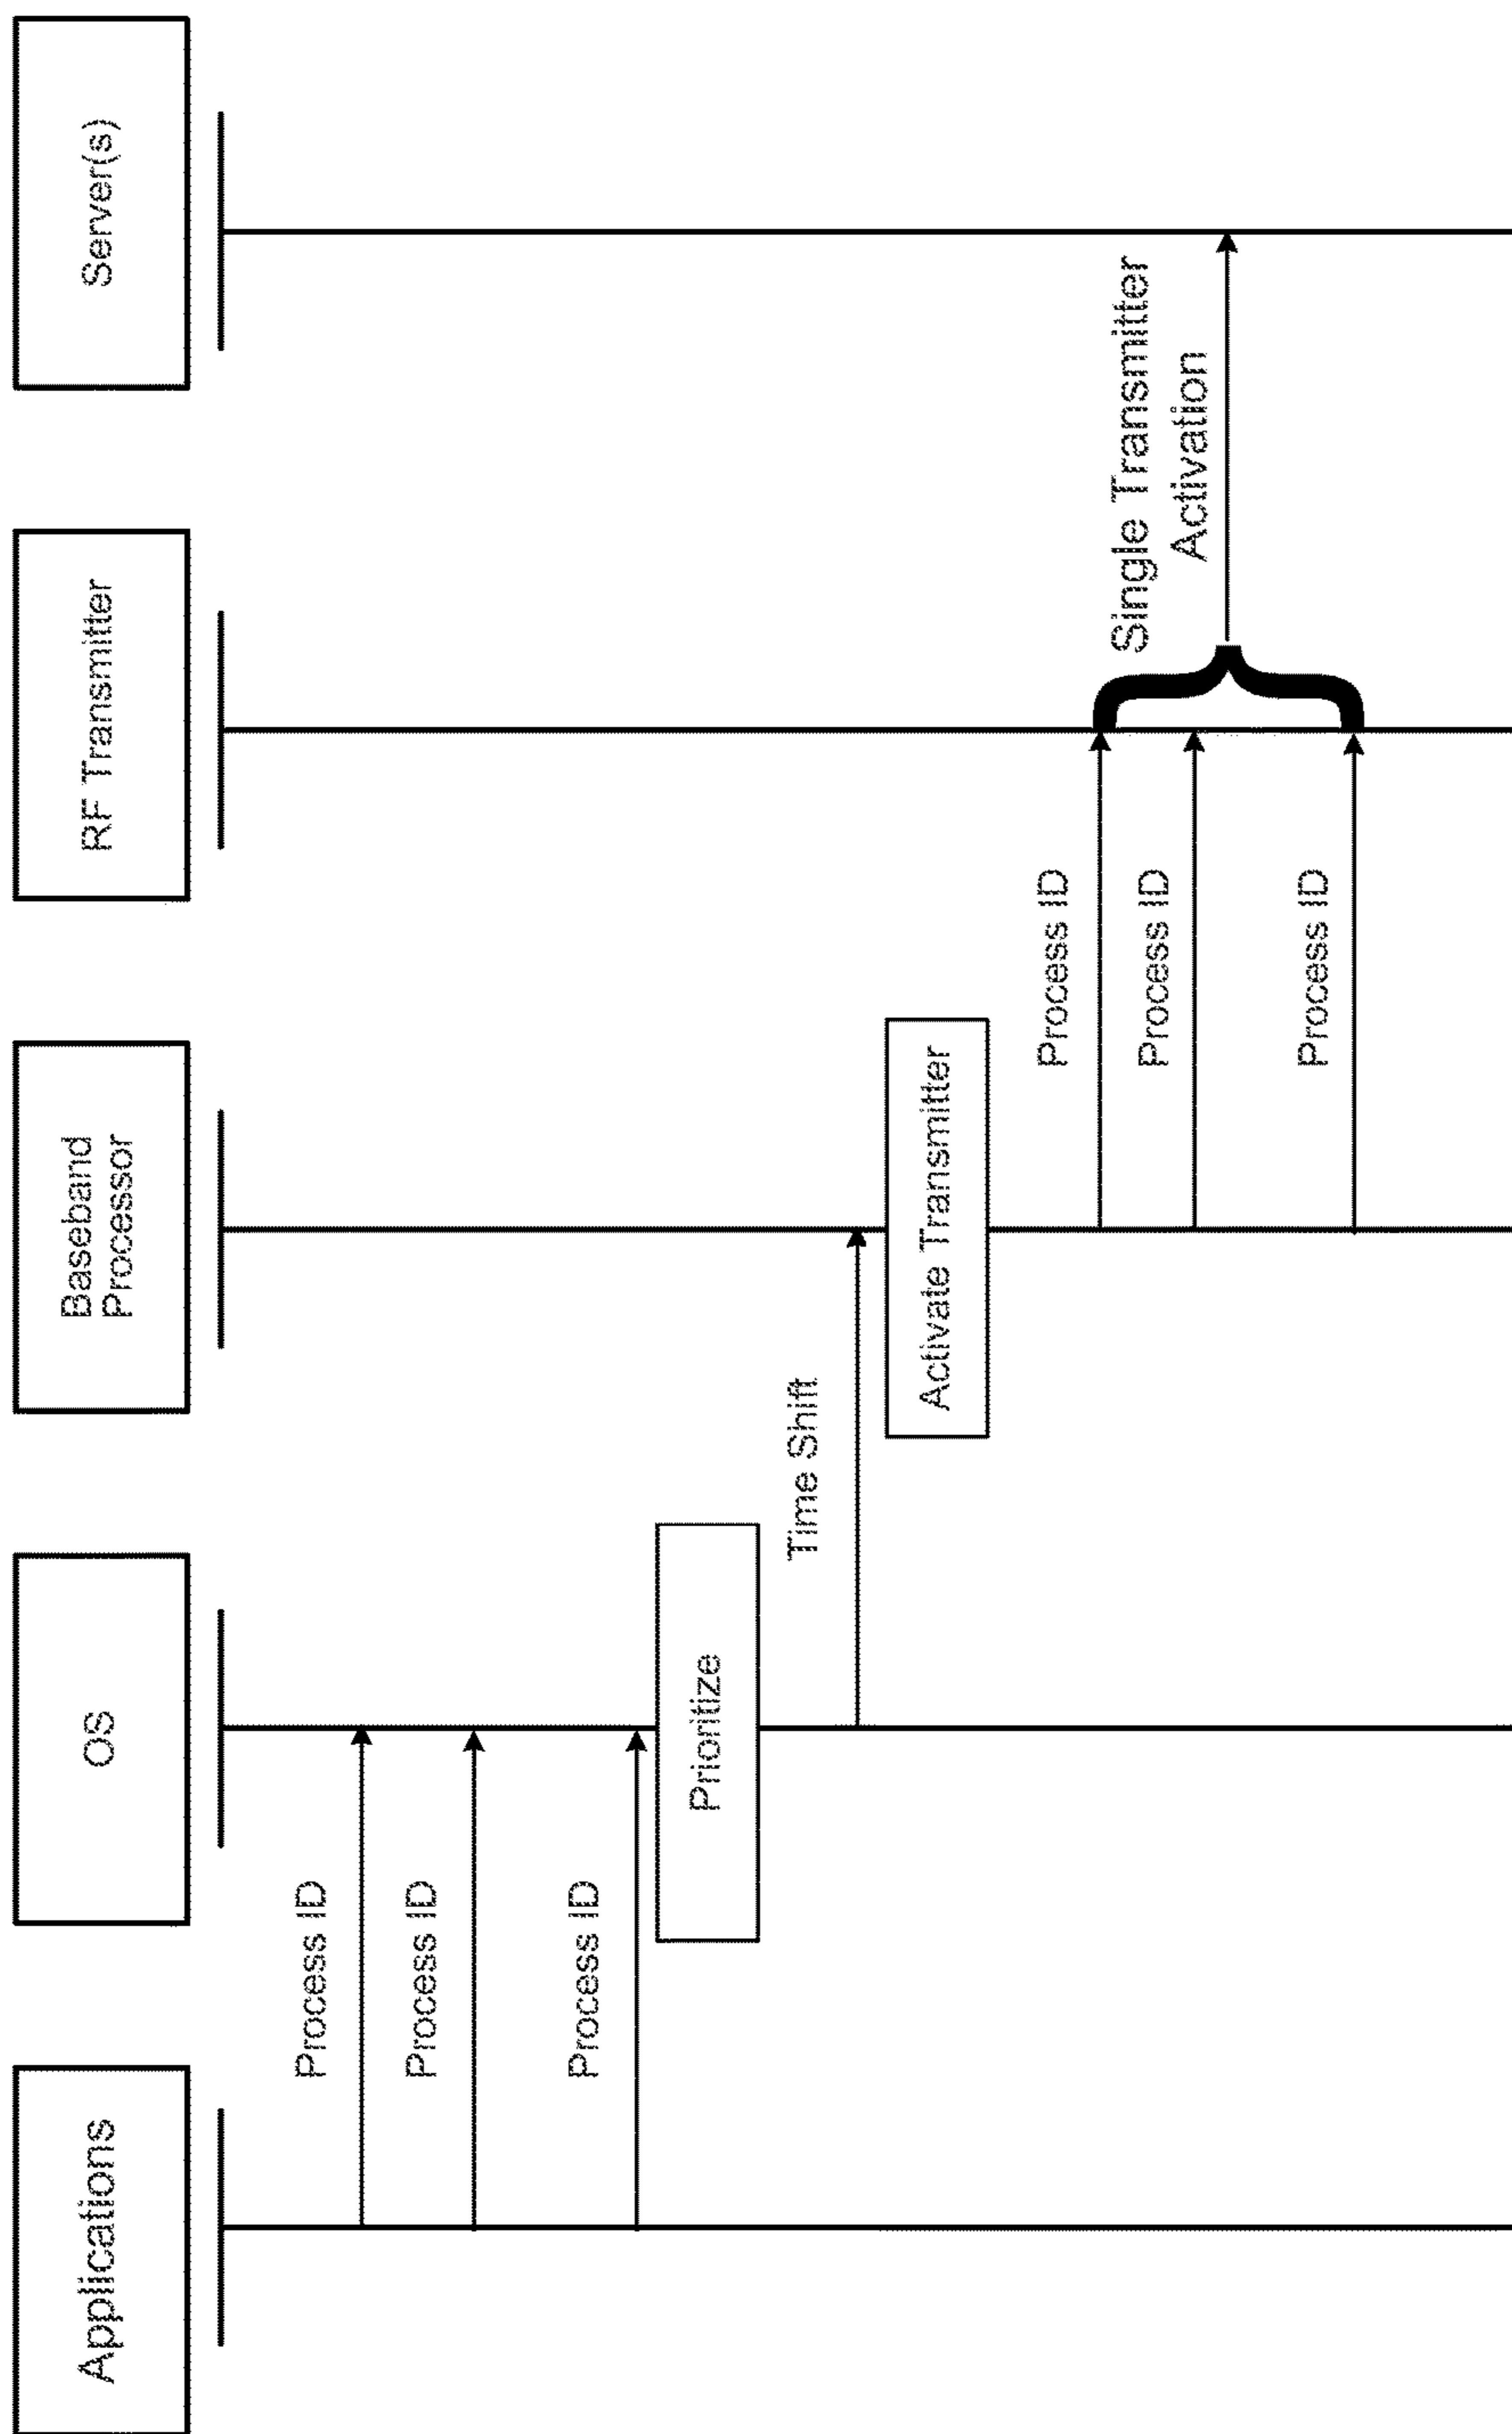 Applications
OS
Baseband
Processor
RF Transmitter
Server(s)
Process ID
Process ID
Process ID
Prioritize
Time Shift
Activate Transmitter
Process ID
Process ID
Process ID
Single Transmitter
Activation